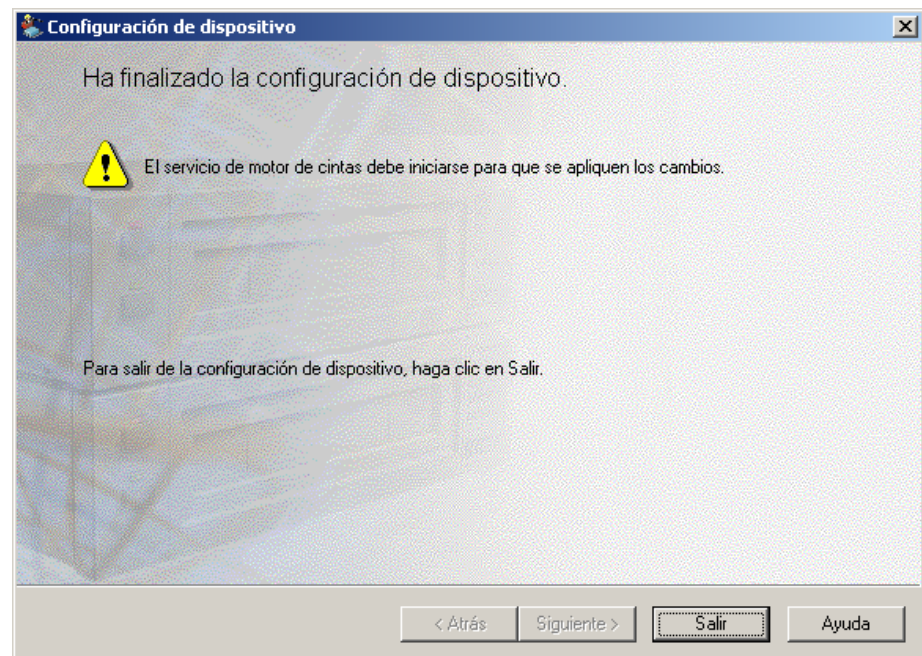 Configuración de dispositivo
Ha finalizado la configuración de dispositivo.
El servicio de motor de cintas debe iniciarse para que se apliquen los cambios.
Para salir de la configuración de dispositivo, haga clic en Salir.
< Atrás
Siguiente >
Salir
Ayuda